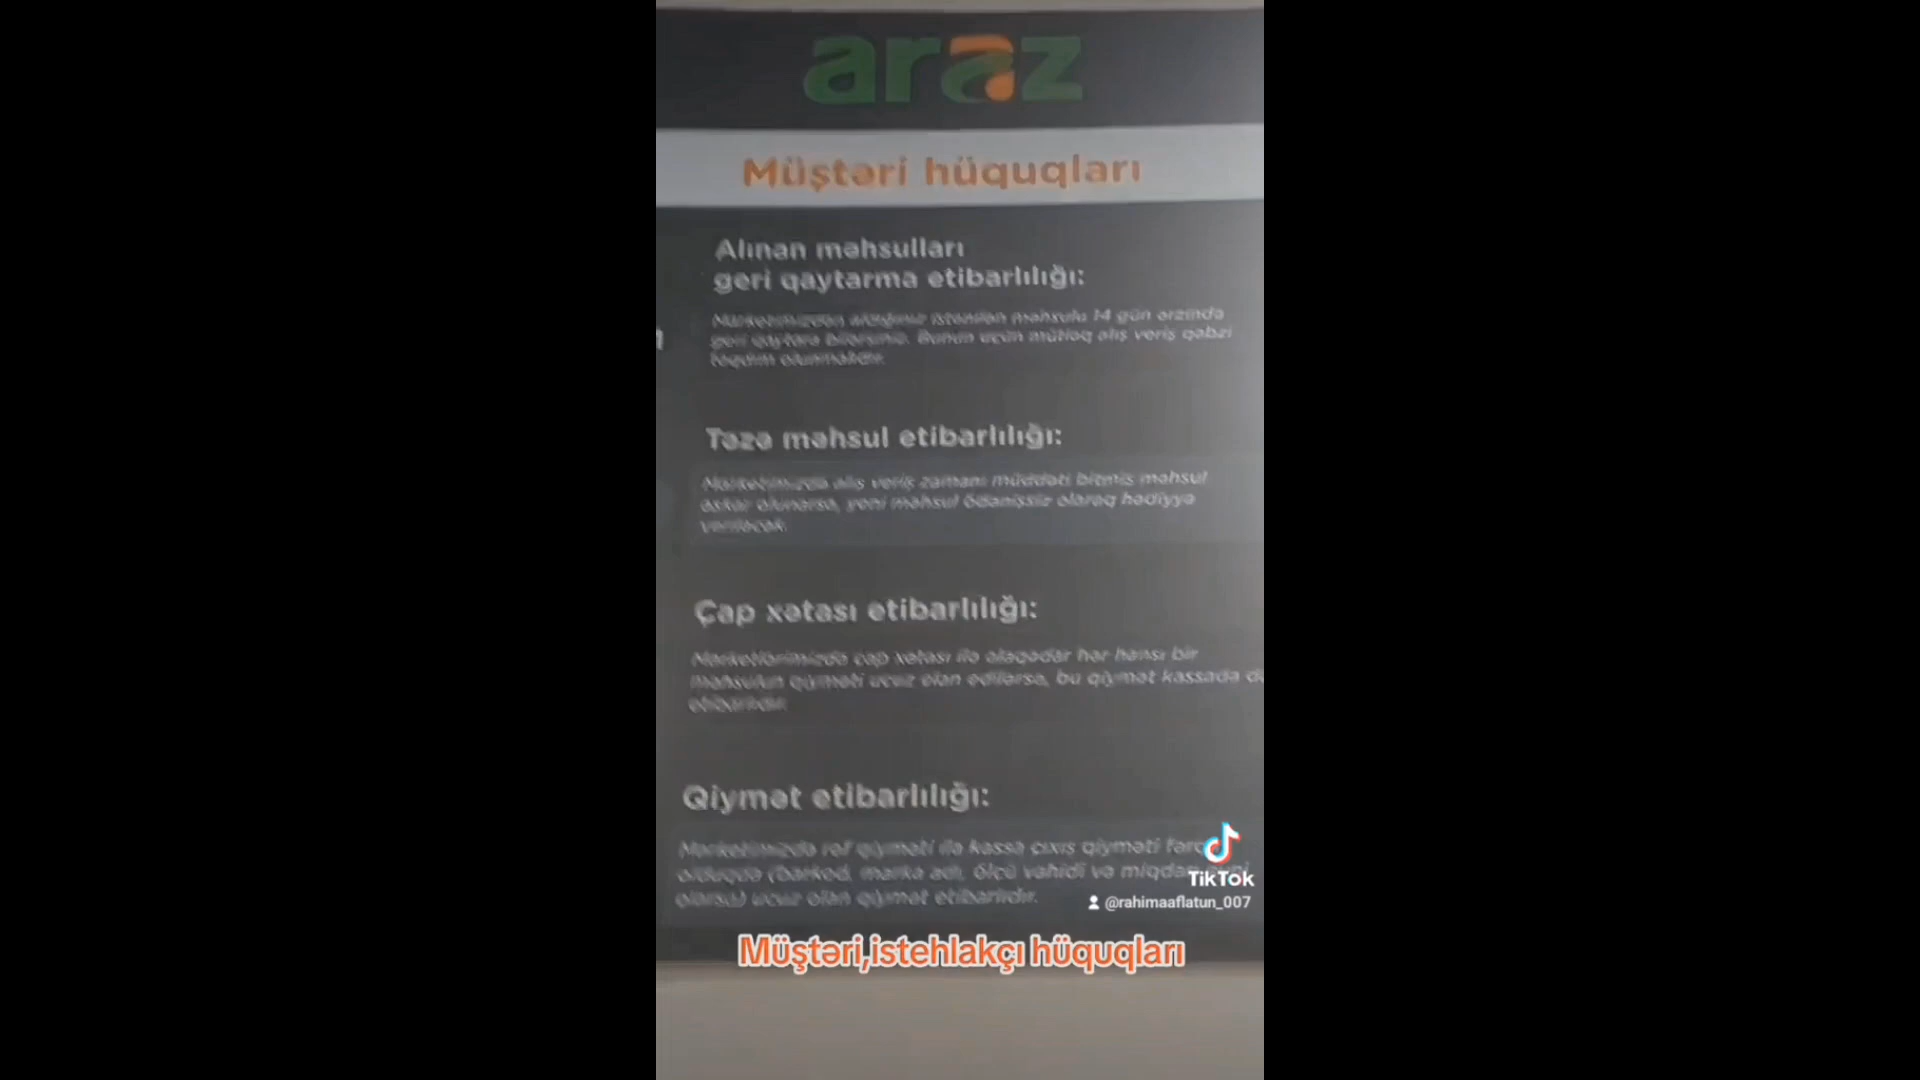 araz
Müştəri hüquqları
Alınan məhsulları
geri qaytarma etibarlılığı:
Marketimizdən aldığınız istənilən məhsulu 14 gün ərzində
geri qaytara bilərsiniz. Bunun üçün mütləq alış veriş qəbzi
təqdim olunmalıdır.
Təzə məhsul etibarlılığı:
Marketimizdə alış veriş zamanı müddəti bitmiş məhsul
aşkar olunarsa, yeni məhsul ödənişsiz olaraq hədiyyə
veriləcək.
Çap xətası etibarlılığı:
Marketlərimizdə çap xətası ilə əlaqədar hər hansı bir
məhsulun qiyməti ucuz elan edilərsə, bu qiymət kassada
etibarlıdır.
Qiymət etibarlılığı:
Marketimizdə rəf qiyməti ilə kassa çıxış qiyməti
olduqda (barkod, marka adı, ölçü vahidi və
olarsa) ucuz olan qiymət etibarlıdır.
TikTok
@rahimaaflatun_007
Müştəri,istehlakçı hüquqları